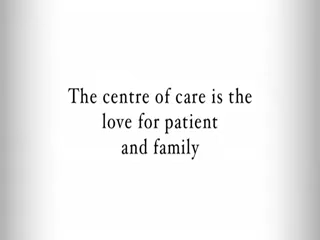 The centre of care is the
love for patient
and family